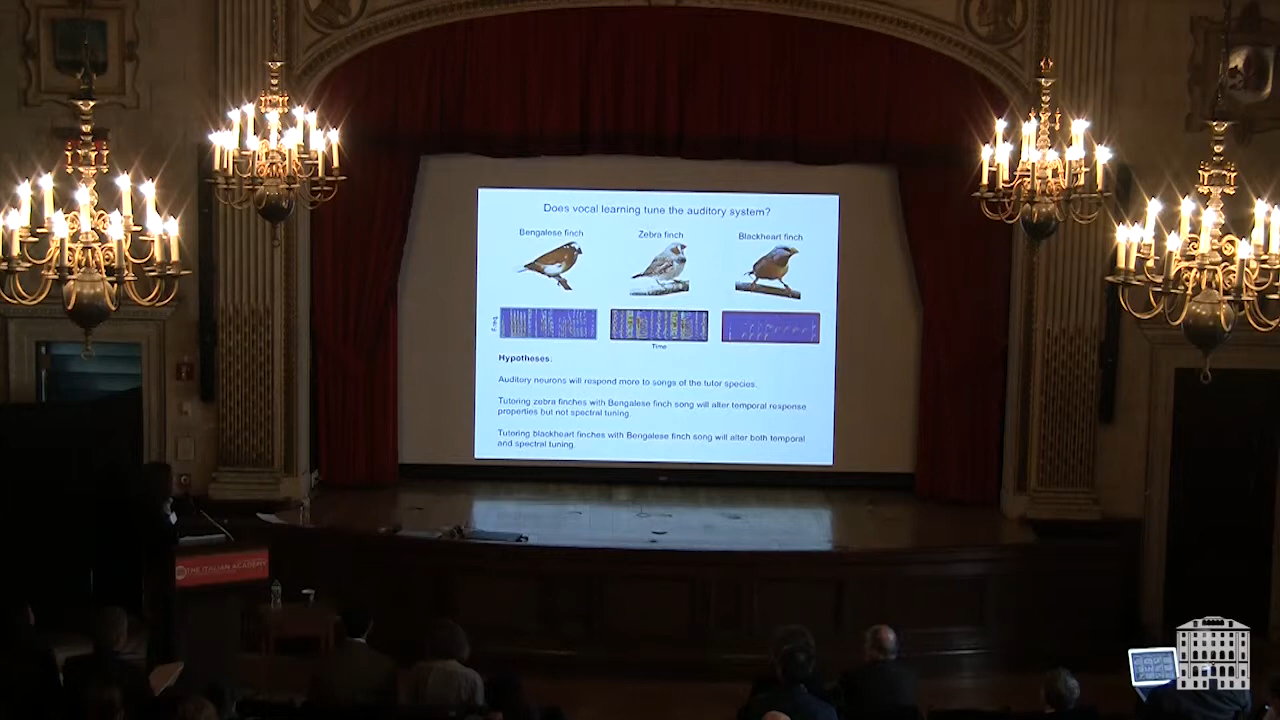 Does vocal learning tune the auditory system?
Bengalese finch
Zebra finch
Blackheart finch
Freq
Time
Hypotheses:
Auditory neurons will respond more to songs of the tutor species.
Tutoring zebra finches with Bengalese finch song will alter temporal response
properties but not spectral tuning.
Tutoring blackheart finches with Bengalese finch song will alter both temporal
and spectral tuning.
THE ITALIAN ACADEMY